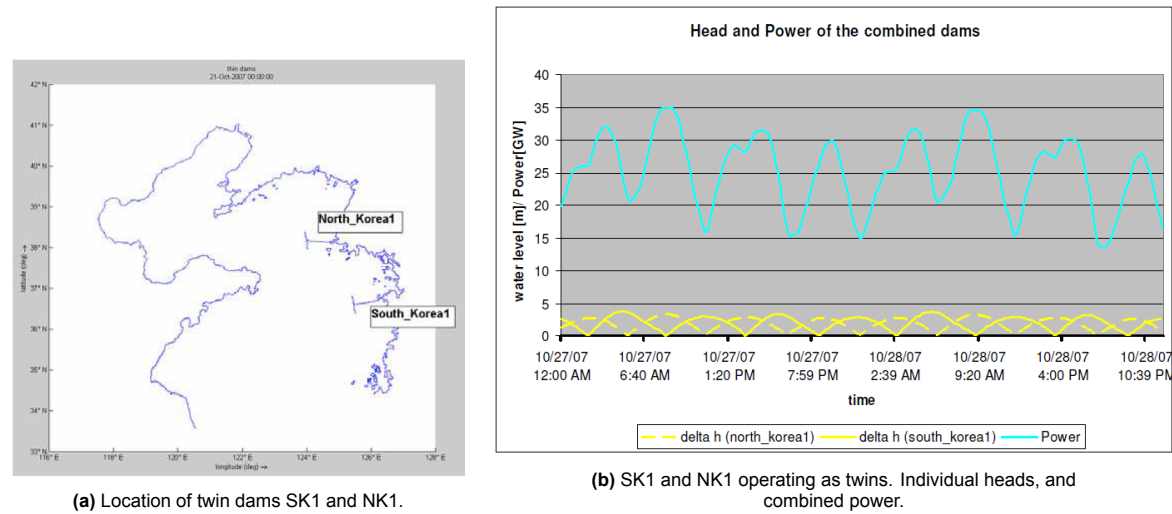 twin dams
21-Oct-2007 00:00:00
42° N
41° N
40° N
39° N
38° N
37° N
36° N
35° N
34° N
33° N
latitude (deg) →
North_Korea1
South_Korea1
116° E
118° E
120° E
122° E
124° E
126° E
128° E
longitude (deg) →
(a) Location of twin dams SK1 and NK1.
Head and Power of the combined dams
40
35
30
25
20
15
10
5
0
water level [m]/ Power[GW]
10/27/07 10/27/07 10/27/07 10/27/07 10/28/07 10/28/07 10/28/07 10/28/07
12:00 AM 6:40 AM 1:20 PM 7:59 PM 2:39 AM 9:20 AM 4:00 PM 10:39 PM
time
delta h (north_korea1) delta h (south_korea1) Power
(b) SK1 and NK1 operating as twins. Individual heads, and
combined power.